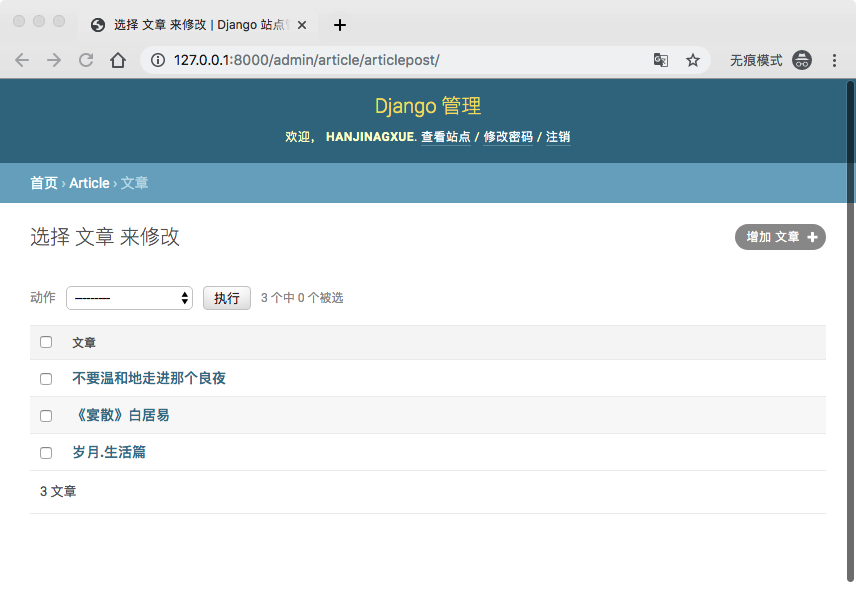 选择 文章 来修改 | Django 站点
127.0.0.1:8000/admin/article/articlepost/
无痕模式
Django 管理
欢迎， HANJINAGXUE. 查看站点 / 修改密码 / 注销
首页 › Article › 文章
选择 文章 来修改
增加 文章 +
动作 --------- 执行 3 个中 0 个被选
文章
不要温和地走进那个良夜
《宴散》白居易
岁月.生活篇
3 文章